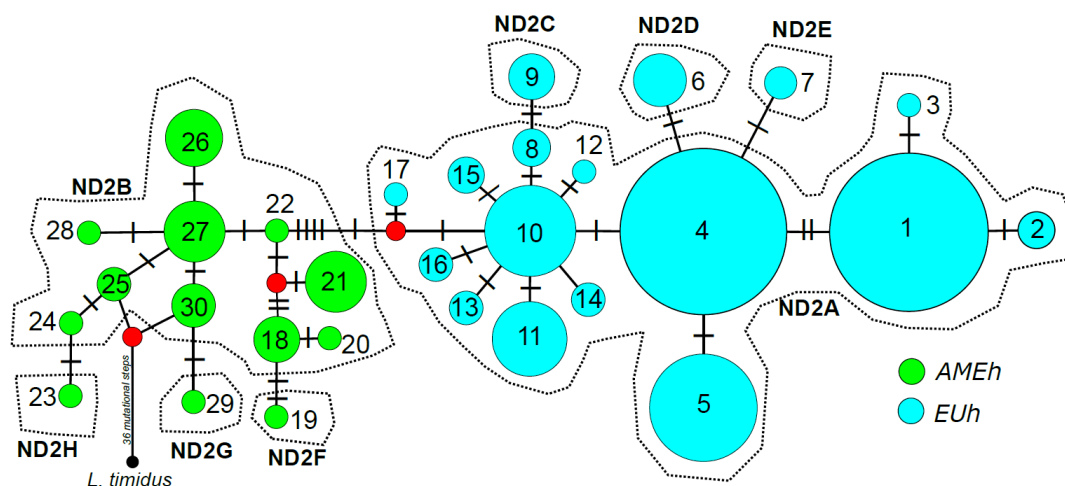 ND2C
ND2D
ND2E
9
6
7
3
26
8
12
17
15
ND2B
22
28
27
10
4
1
2
16
25
21
30
13
14
ND2A
24
18
20
11
36 mutational steps
AMEh
23
29
19
5
EUh
ND2H
ND2G
ND2F
L. timidus